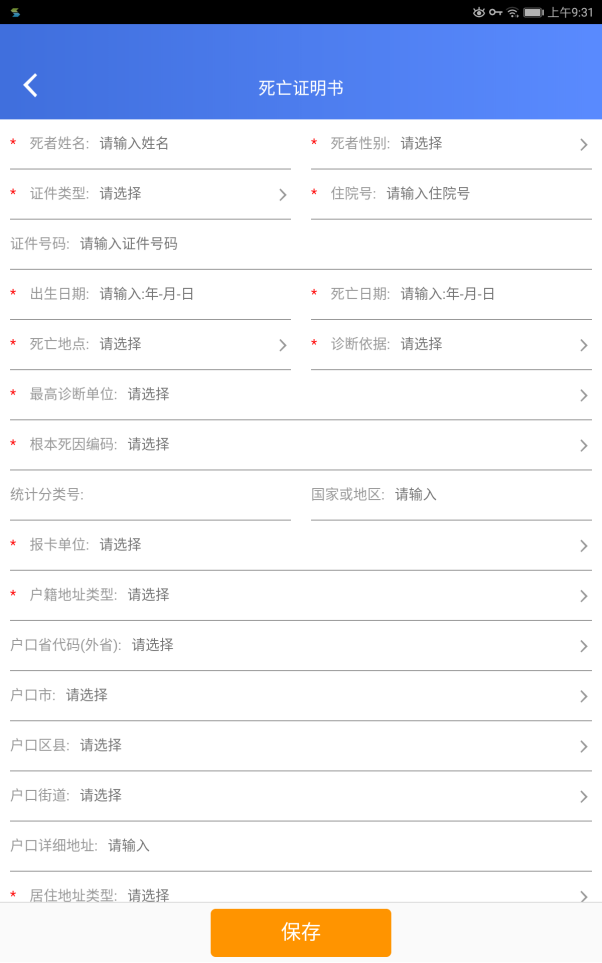 上午9:31
死亡证明书
* 死者姓名: 请输入姓名
* 死者性别: 请选择
* 证件类型: 请选择
* 住院号: 请输入住院号
证件号码: 请输入证件号码
* 出生日期: 请输入:年-月-日
* 死亡日期: 请输入:年-月-日
* 死亡地点: 请选择
* 诊断依据: 请选择
* 最高诊断单位: 请选择
* 根本死因编码: 请选择
统计分类号:
国家或地区: 请输入
* 报卡单位: 请选择
* 户籍地址类型: 请选择
户口省代码(外省): 请选择
户口市: 请选择
户口区县: 请选择
户口街道: 请选择
户口详细地址: 请输入
* 居住地址类型: 请选择
保存